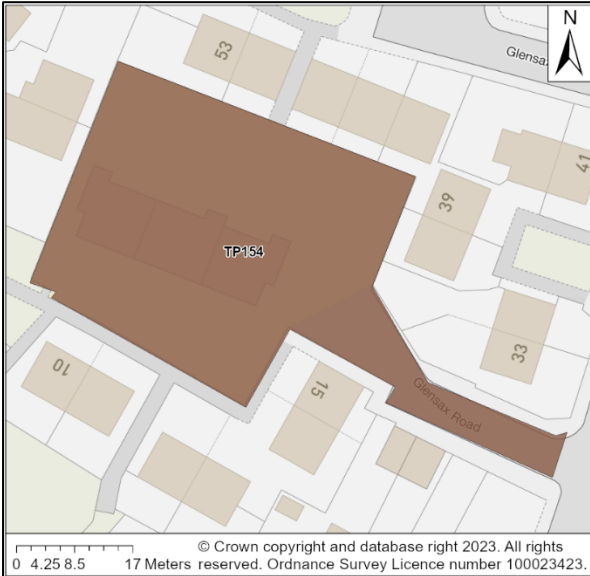 N
Glensa
53
41
39
TP154
33
10
15
Glensax Road
© Crown copyright and database right 2023. All rights
0 4.25 8.5 17 Meters reserved. Ordnance Survey Licence number 100023423.